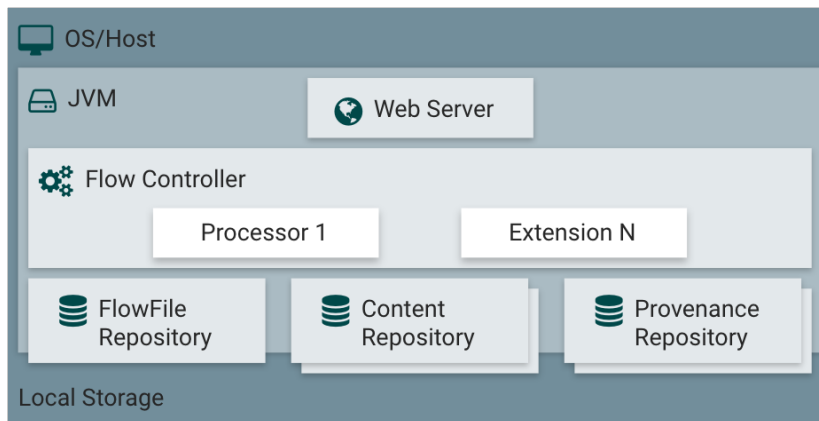 OS/Host
JVM
Web Server
Flow Controller
Processor 1
Extension N
FlowFile
Repository
Content
Repository
Provenance
Repository
Local Storage